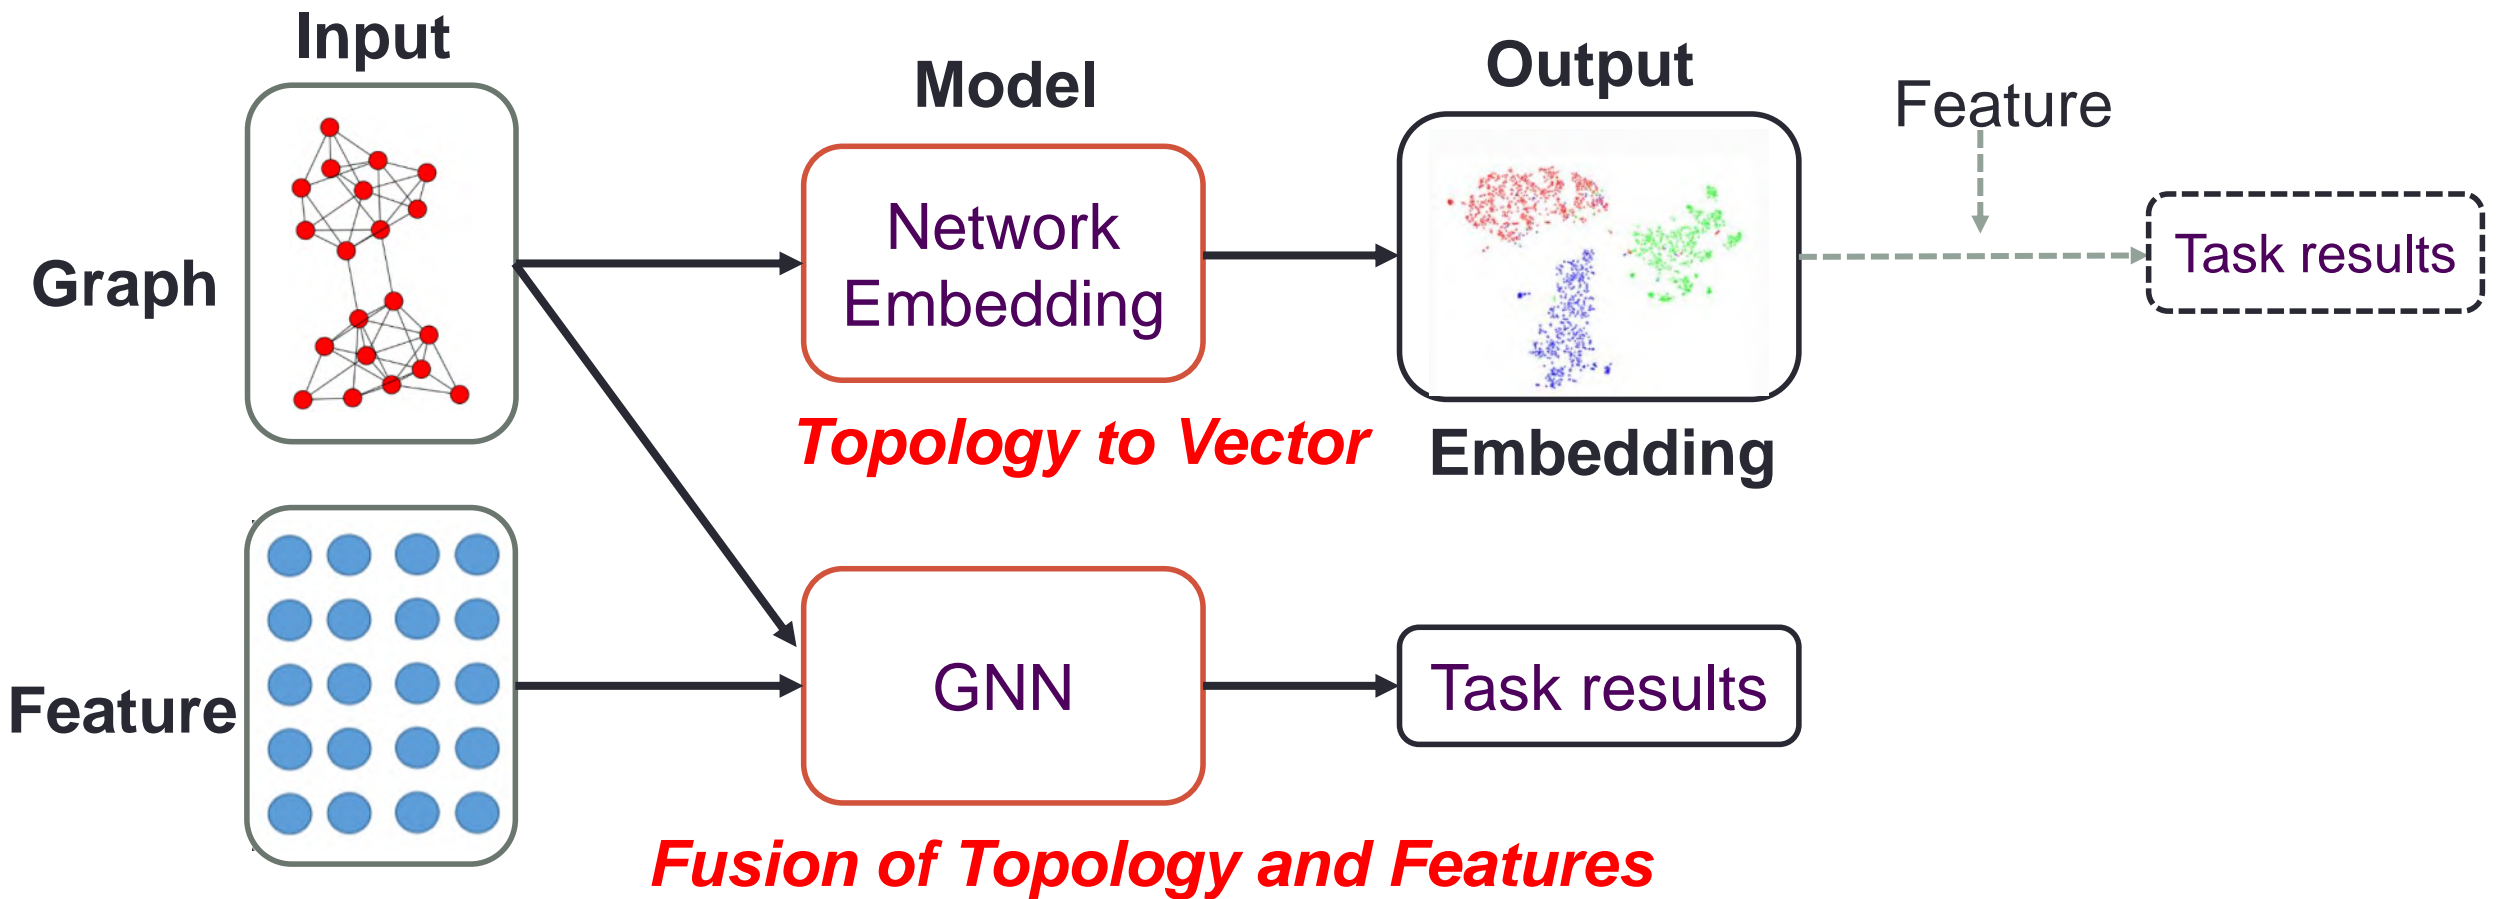 Input
Model
Output
Feature
Graph
Network
Embedding
Task results
Topology to Vector
Embedding
Feature
GNN
Task results
Fusion of Topology and Features